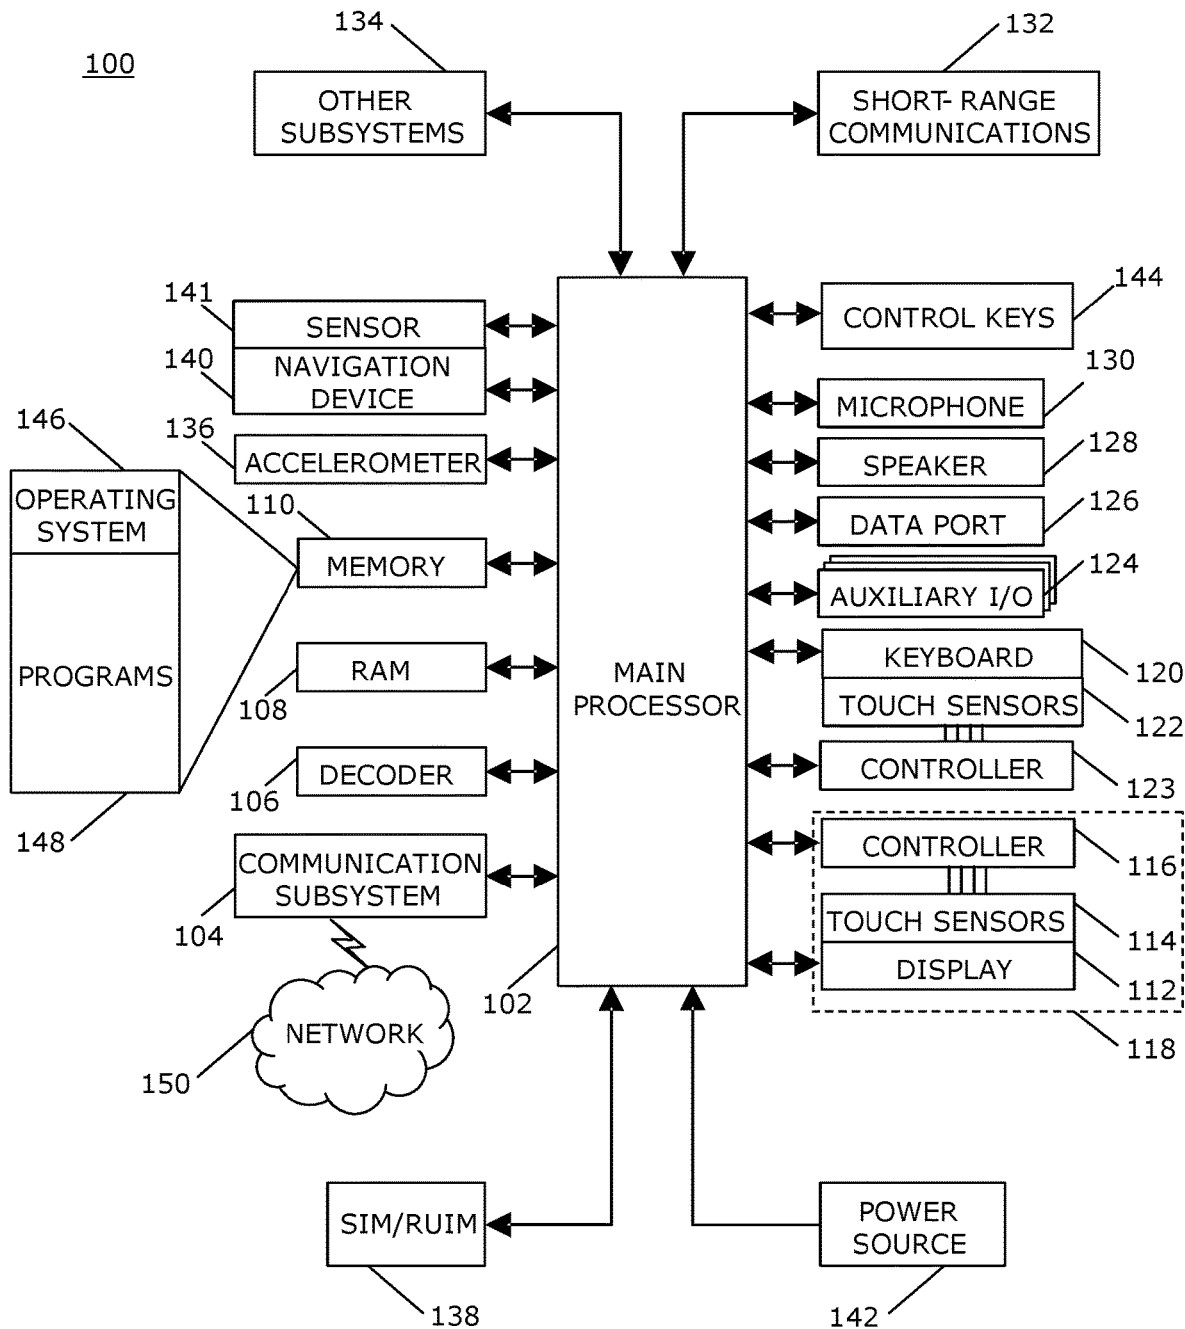 100
134
132
OTHER
SUBSYSTEMS
SHORT-RANGE
COMMUNICATIONS
141
SENSOR
140
NAVIGATION
DEVICE
146
136
ACCELEROMETER
OPERATING
SYSTEM
110
MEMORY
PROGRAMS
RAM
108
DECODER
106
148
COMMUNICATION
SUBSYSTEM
104
102
NETWORK
150
MAIN
PROCESSOR
144
CONTROL KEYS
130
MICROPHONE
128
SPEAKER
126
DATA PORT
124
AUXILIARY I/O
KEYBOARD
120
TOUCH SENSORS
122
CONTROLLER
123
CONTROLLER
116
TOUCH SENSORS
114
DISPLAY
112
118
SIM/RUIM
138
POWER
SOURCE
142